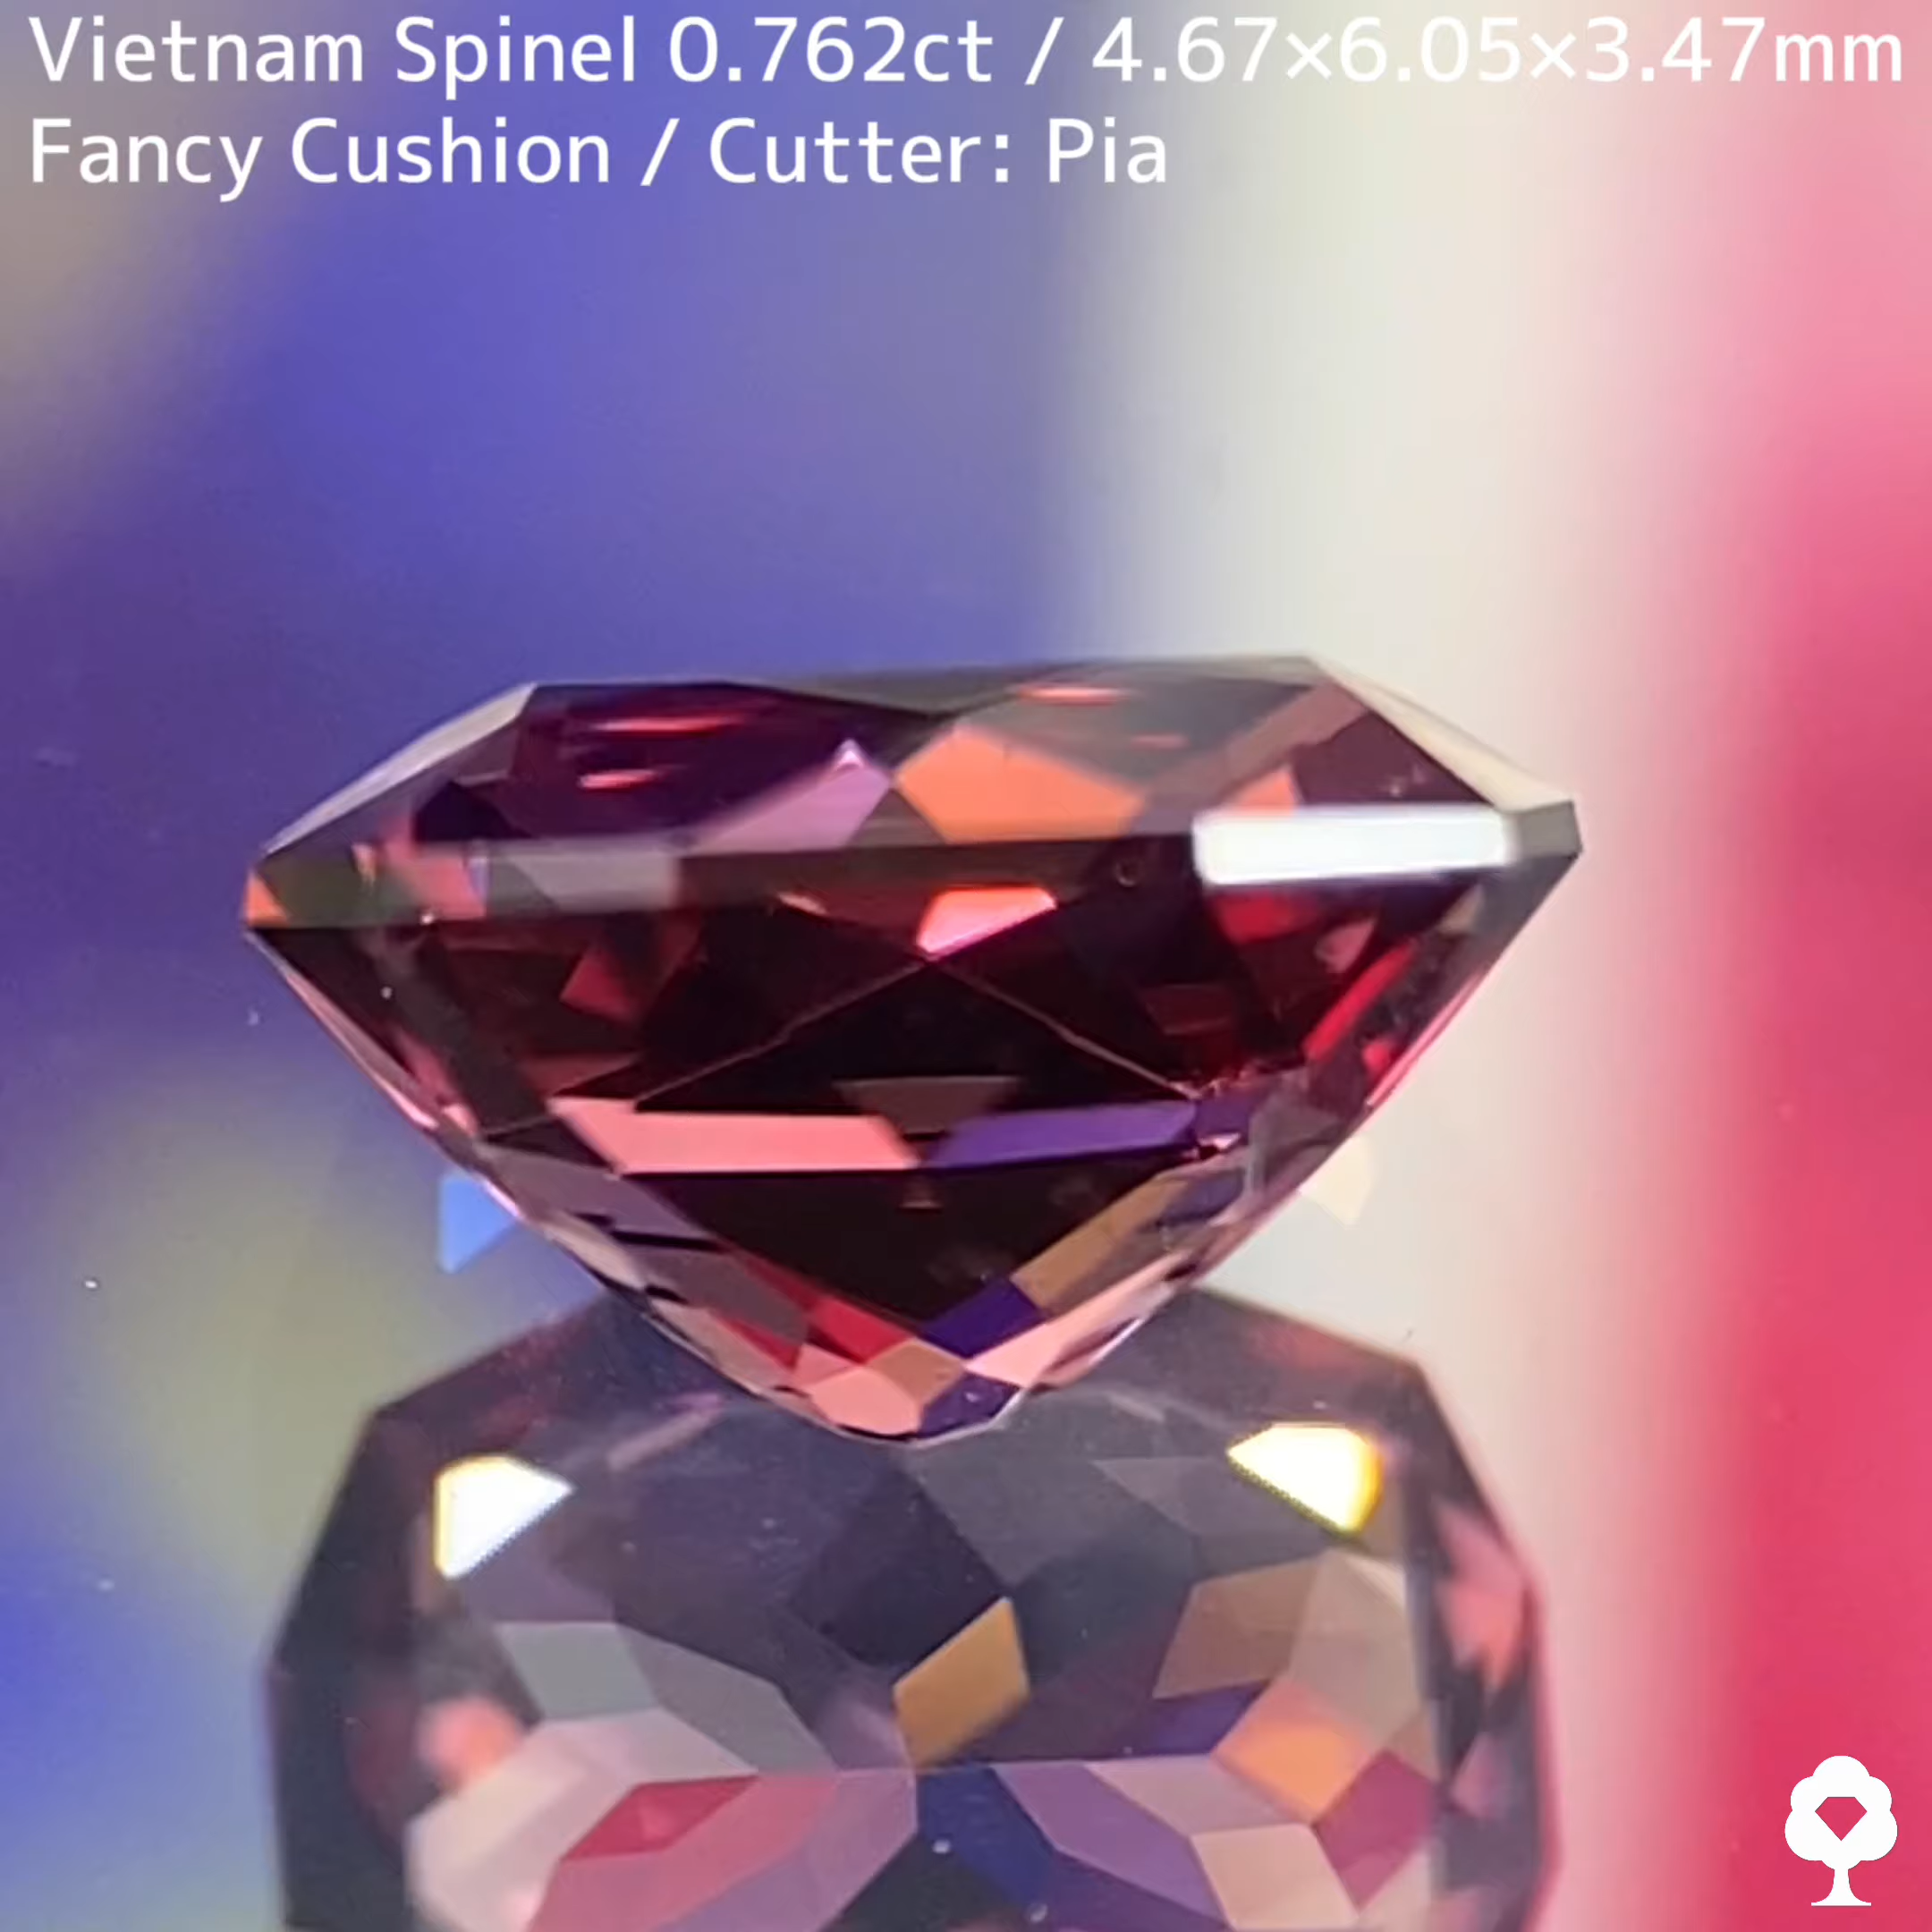 Vietnam Spinel 0.762ct / 4.67×6.05×3.47mm
Fancy Cushion / Cutter: Pia